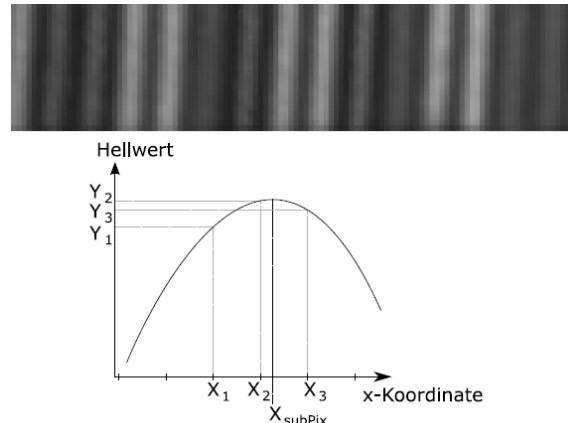 Hellwert
Y2
Y3
Y1
X1 X2 X3 x-Koordinate
XsubPix